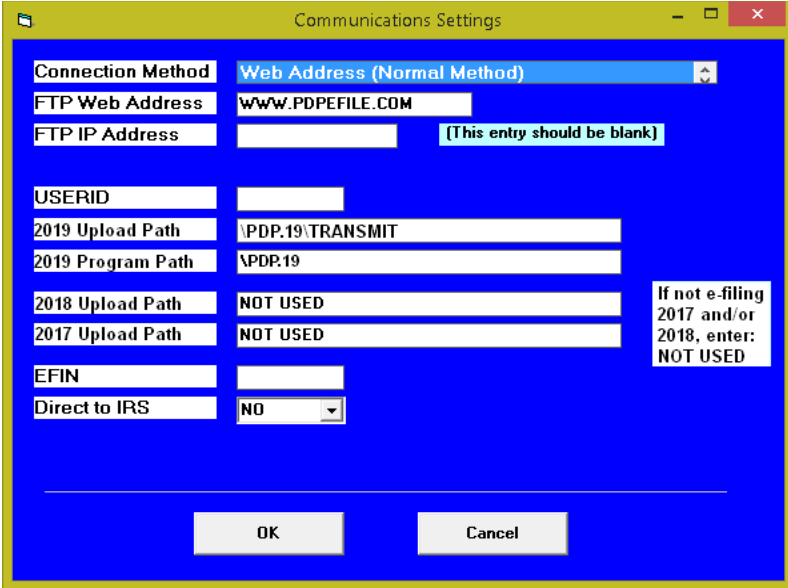 Communications Settings
Connection Method Web Address (Normal Method)
FTP Web Address WWW.PDPEFILE.COM
FTP IP Address (This entry should be blank)
USERID
2019 Upload Path \PDP.19\TRANSMIT
2019 Program Path \PDP.19
2018 Upload Path NOT USED
2017 Upload Path NOT USED
If not e-filing
2017 and/or
2018, enter:
NOT USED
EFIN
Direct to IRS NO
OK Cancel